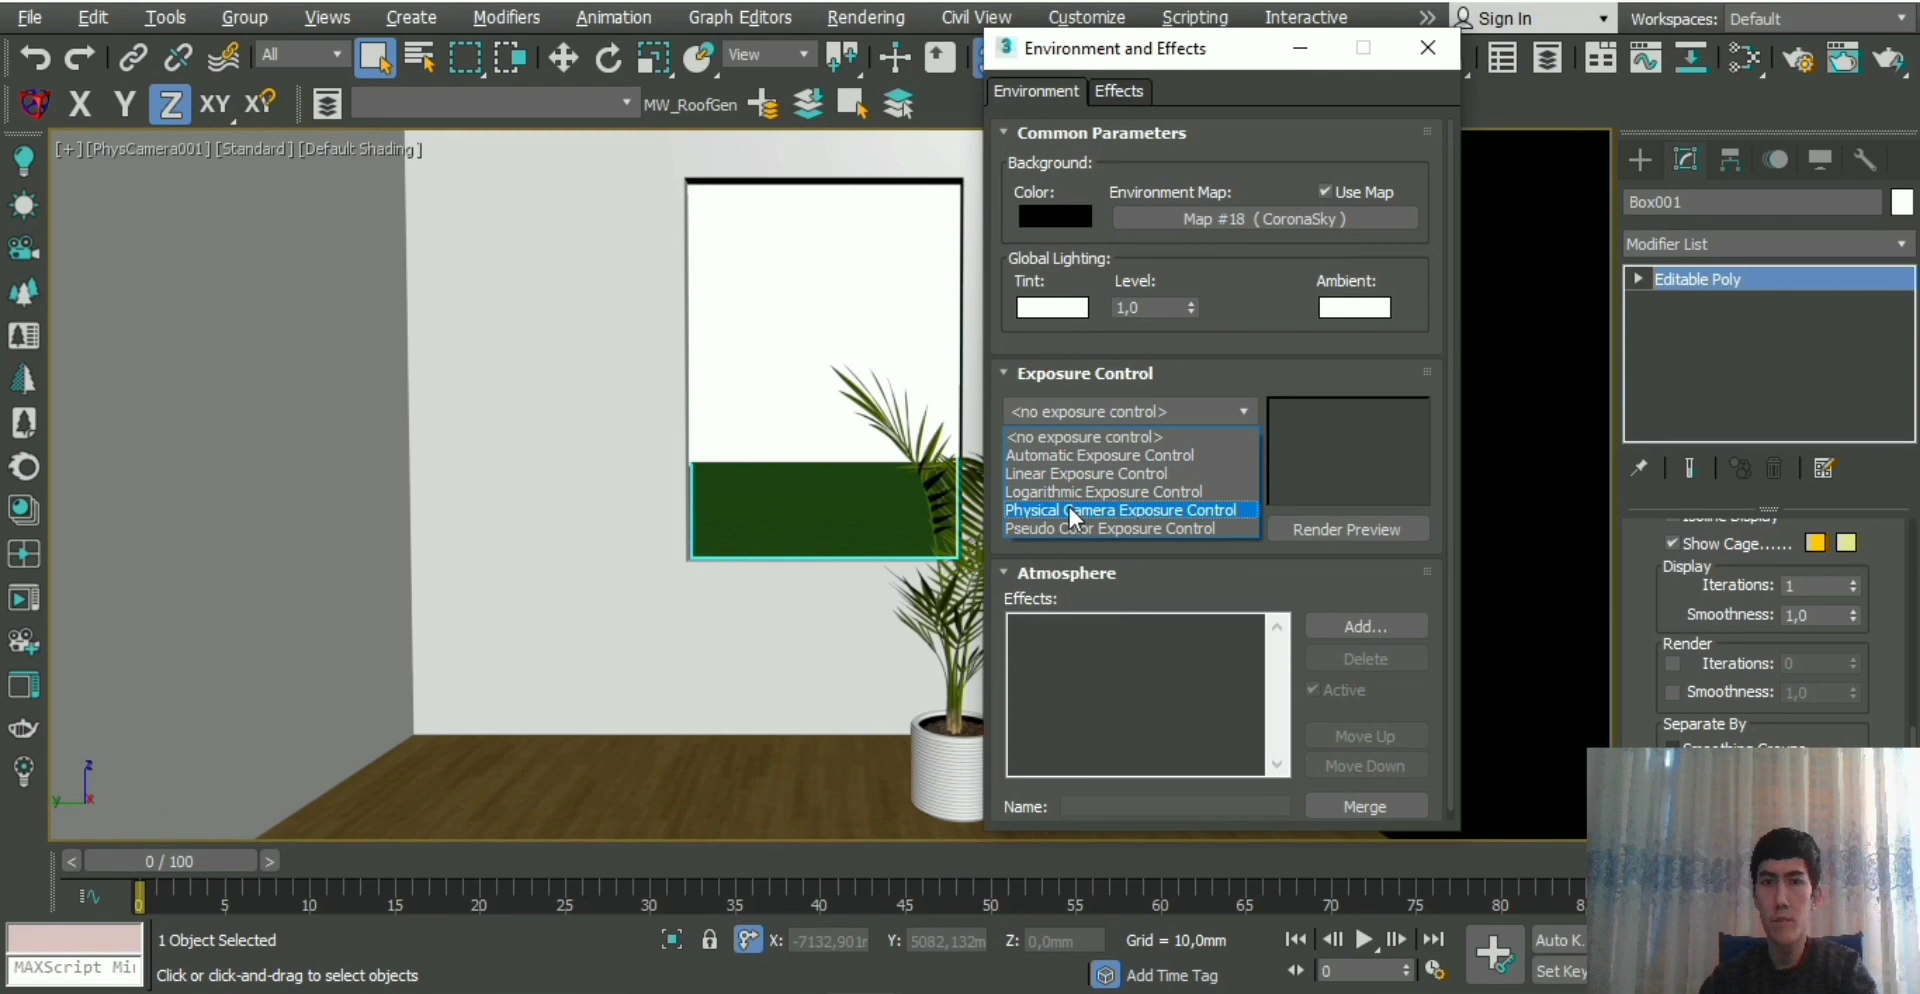 File Edit Tools Group Views Create Modifiers Animation Graph Editors Rendering Civil View Customize Scripting Interactive Sign In Workspaces: Default
All View
Environment and Effects
X Y Z XY XY MW_RoofGen
Environment Effects
[+][PhysCamera001][Standard][Default Shading]
Common Parameters
Background:
Color: Environment Map: Use Map
Map #18 (CoronaSky)
Global Lighting:
Tint: Level: Ambient:
1,0
Exposure Control
<no exposure control>
<no exposure control>
Automatic Exposure Control
Linear Exposure Control
Logarithmic Exposure Control
Physical Camera Exposure Control
Pseudo Color Exposure Control
Render Preview
Atmosphere
Effects:
Add...
Delete
Active
Move Up
Move Down
Name: Merge
Box001
Modifier List
Editable Poly
Show Cage......
Display
Iterations: 1
Smoothness: 1,0
Render
Iterations: 0
Smoothness: 1,0
Separate By
z
y x
< 0 / 100 >
0 5 10 15 20 25 30 35 40 45 50 55 60 65 70 75 80
1 Object Selected X: -7132,901 Y: 5082,132m Z: 0,0mm Grid = 10,0mm Auto K
MAXScript Mi Click or click-and-drag to select objects Add Time Tag 0 Set Key